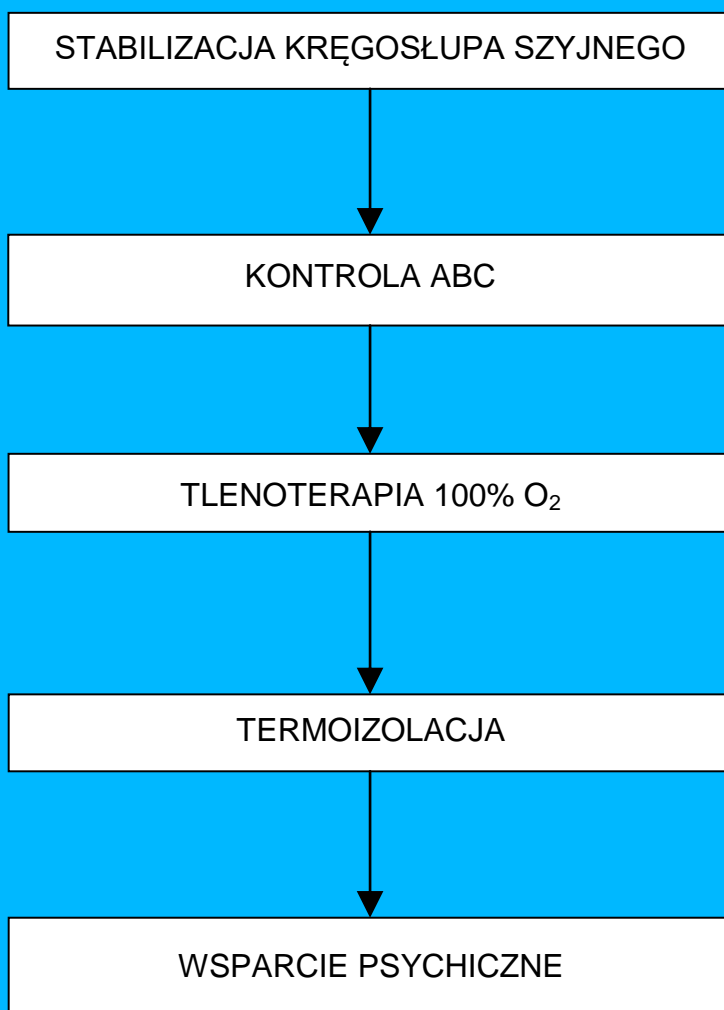 STABILIZACJA KRĘGOSŁUPA SZYJNEGO
KONTROLA ABC
TLENOTERAPIA 100% O₂
TERMOIZOLACJA
WSPARCIE PSYCHICZNE